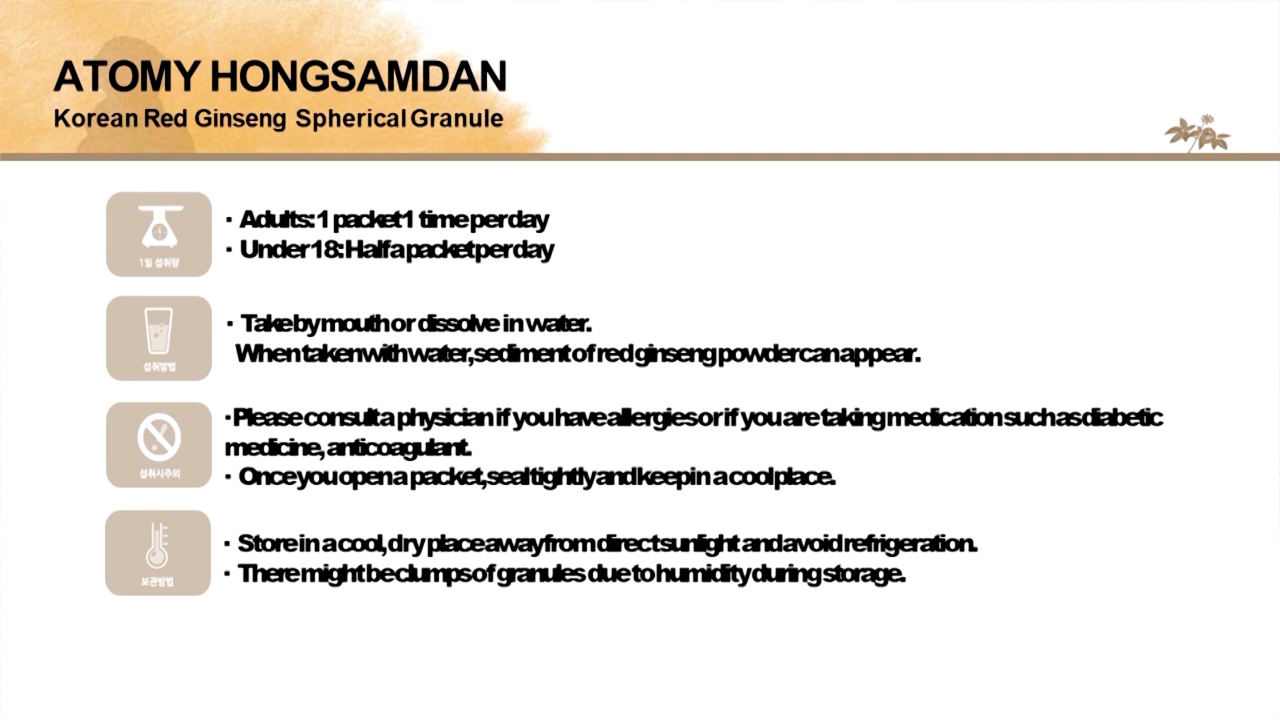 ATOMY HONGSAMDAN
Korean Red Ginseng Spherical Granule
1일 섭취량
· Adults: 1 packet 1 time per day
· Under 18: Half a packet per day
섭취방법
· Take by mouth or dissolve in water.
When taken with water, sediment of red ginseng powder can appear.
섭취시주의
· Please consult a physician if you have allergies or if you are taking medication such as diabetic
medicine, anticoagulant.
· Once you open a packet, seal tightly and keep in a cool place.
보관방법
· Store in a cool, dry place away from direct sunlight and avoid refrigeration.
· There might be clumps of granules due to humidity during storage.